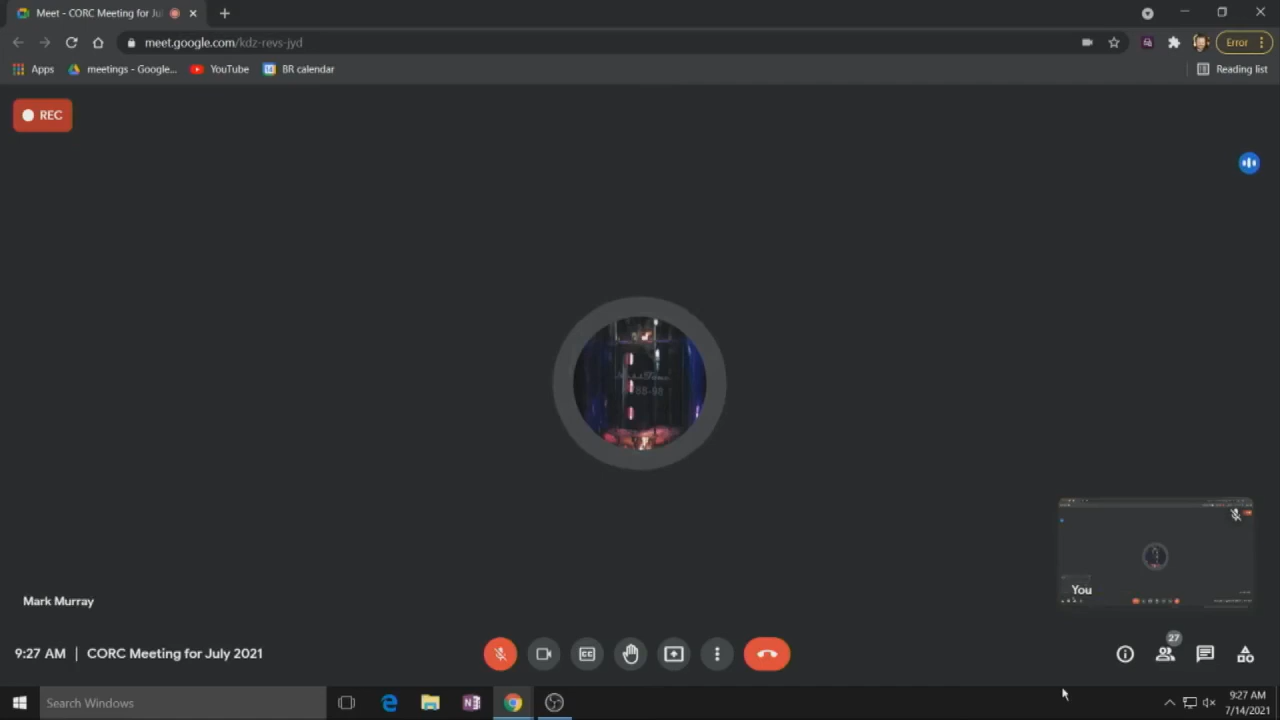 Meet - CORC Meeting for Ju
meet.google.com/kdz-revs-jyd
Error
Apps
meetings - Google...
YouTube
BR calendar
Reading list
REC
You
Mark Murray
9:27 AM | CORC Meeting for July 2021
CC
27
Search Windows
9:27 AM
7/14/2021